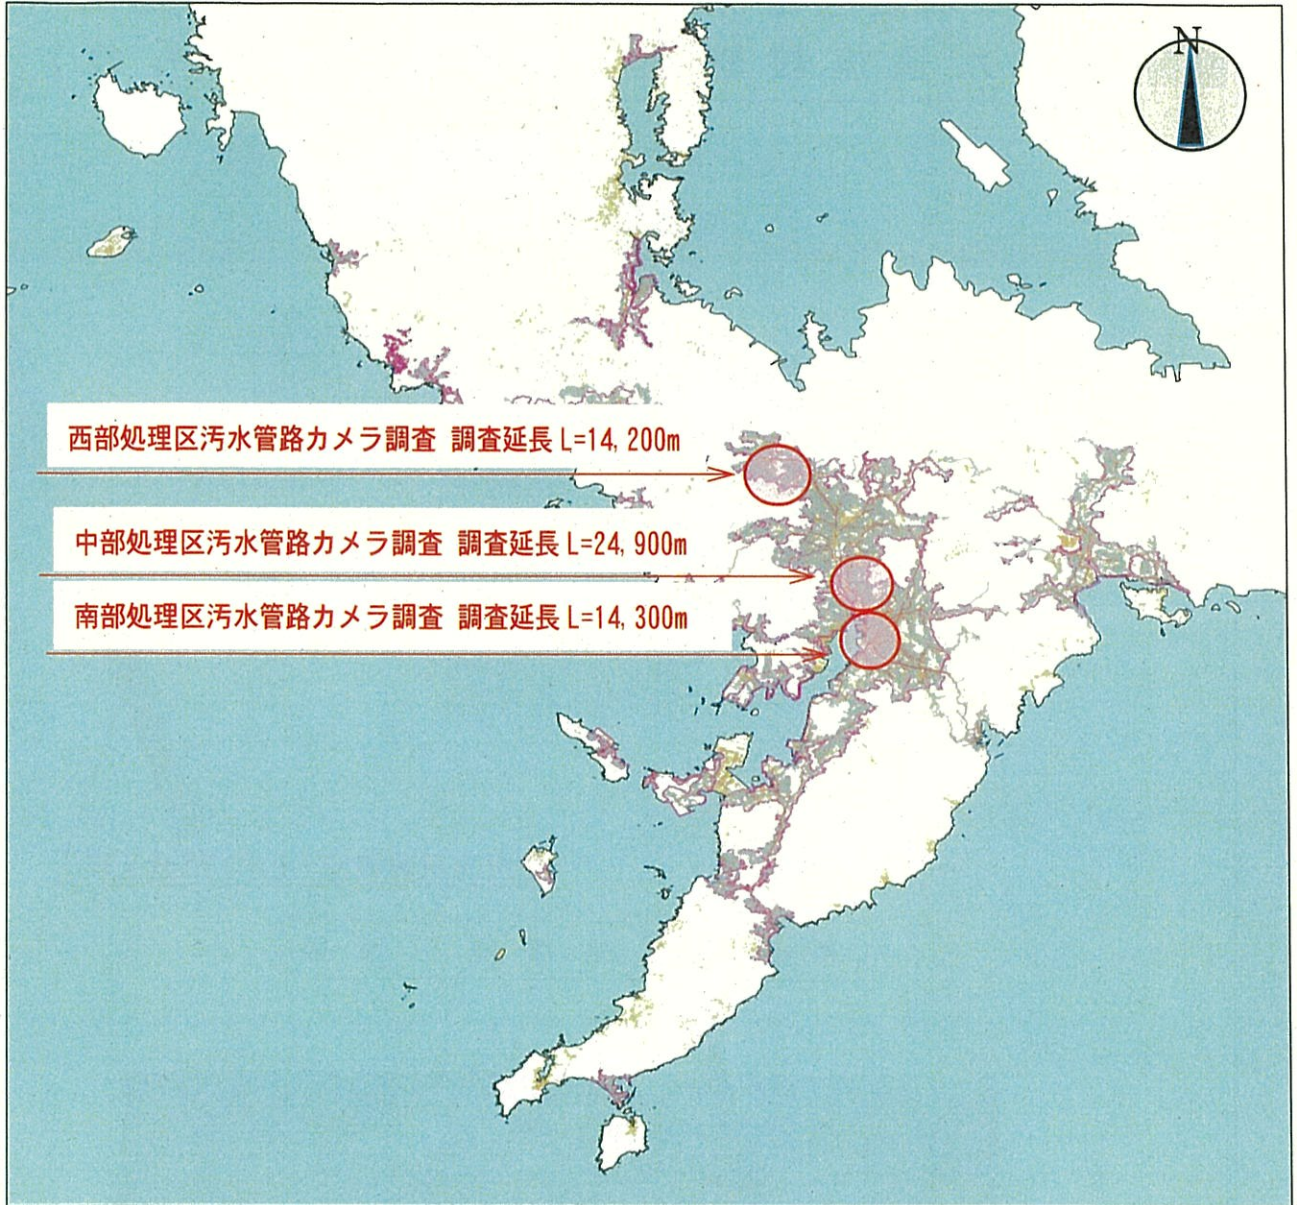 N
西部処理区汚水管路カメラ調査 調査延長 L=14,200m
中部処理区汚水管路カメラ調査 調査延長 L=24,900m
南部処理区汚水管路カメラ調査 調査延長 L=14,300m